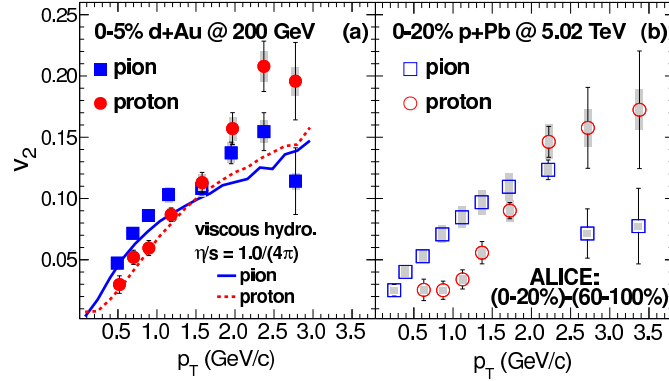 0-5% d+Au @ 200 GeV (a)
pion
proton
viscous hydro.
η/s = 1.0/(4π)
pion
proton
v2
0.05
0.10
0.15
0.20
0.5 1.0 1.5 2.0 2.5 3.0
pT (GeV/c)
0-20% p+Pb @ 5.02 TeV (b)
pion
proton
ALICE:
(0-20%)-(60-100%)
0.5 1.0 1.5 2.0 2.5 3.0 3.5
pT (GeV/c)